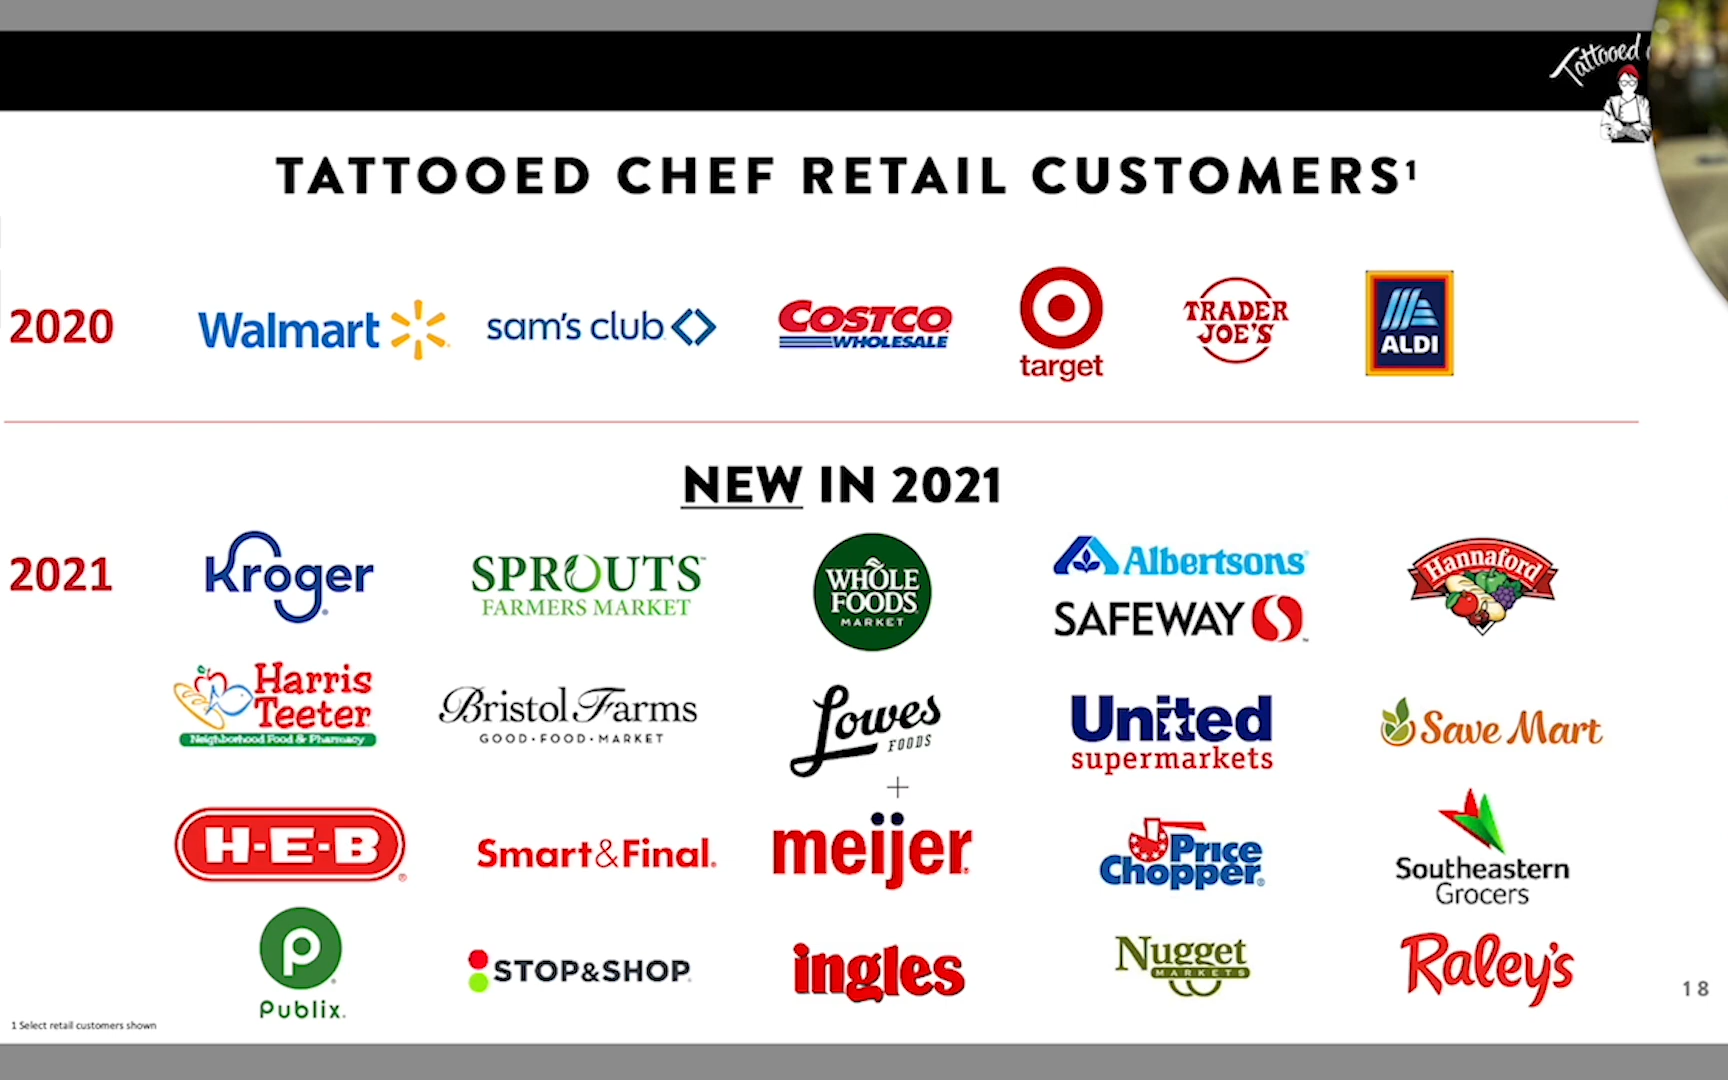 Tattooed
TATTOOED CHEF RETAIL CUSTOMERS¹
2020
Walmart
sam's club
COSTCO
WHOLESALE
target
TRADER
JOE'S
ALDI
NEW IN 2021
2021
Kroger
SPROUTS™
FARMERS MARKET
WHOLE
FOODS
MARKET
Albertsons®
SAFEWAY™
Hannaford
Harris
Teeter
Neighborhood Food & Pharmacy
Bristol Farms
GOOD·FOOD·MARKET
Lowes
FOODS
United
supermarkets
Save Mart
+
H-E-B®
Smart&Final.
meijer
Price
Chopper®
Southeastern
Grocers
P
Publix.
STOP&SHOP
ingles
Nugget
MARKETS
Raley's
18
1 Select retail customers shown